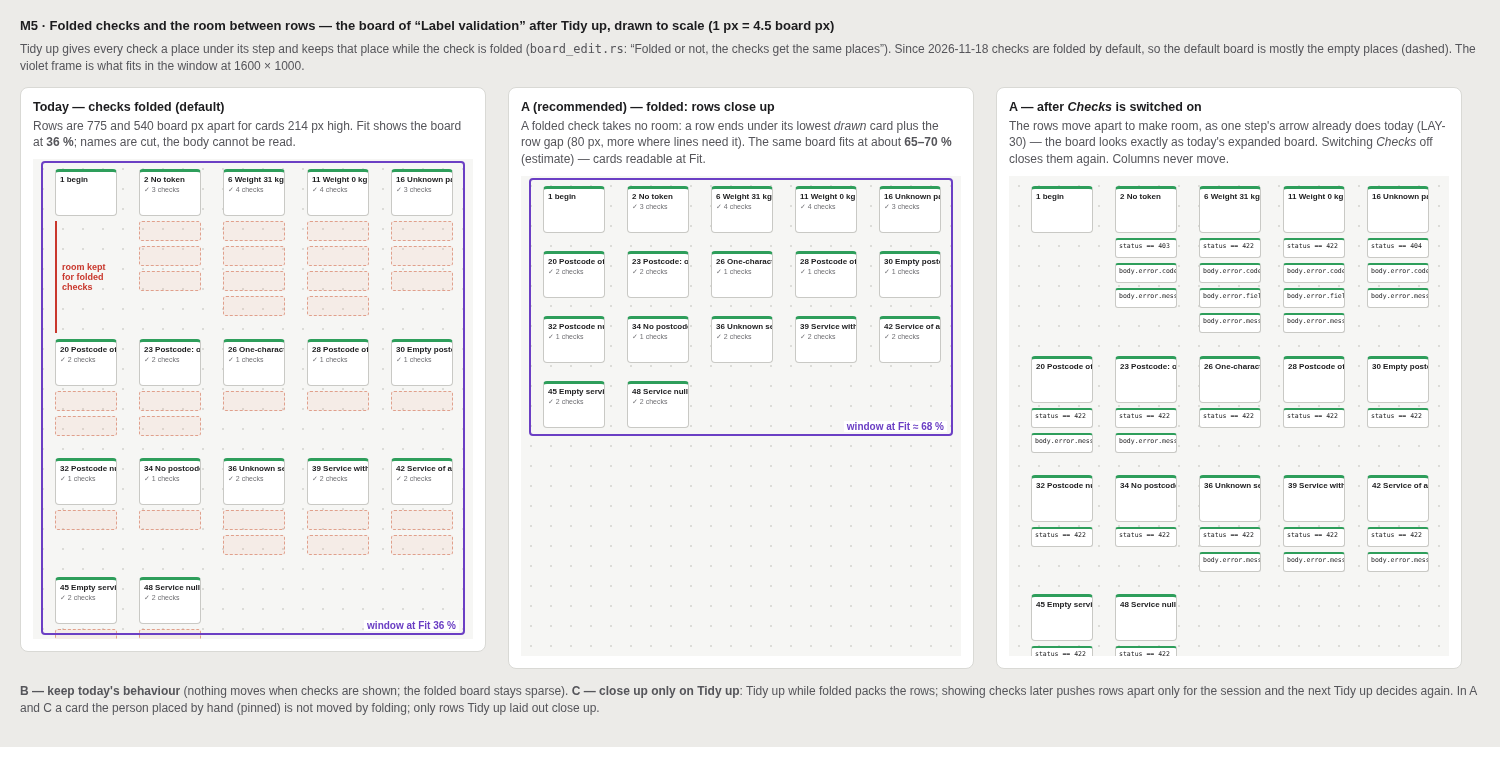 M5 · Folded checks and the room between rows — the board of “Label validation” after Tidy up, drawn to scale (1 px = 4.5 board px)
Tidy up gives every check a place under its step and keeps that place while the check is folded (board_edit.rs: “Folded or not, the checks get the same places”). Since 2026-11-18 checks are folded by default, so the default board is mostly the empty places (dashed). The
violet frame is what fits in the window at 1600 × 1000.
Today — checks folded (default)
Rows are 775 and 540 board px apart for cards 214 px high. Fit shows the board
at 36 %; names are cut, the body cannot be read.
1 begin
2 No token
6 Weight 31 kg
11 Weight 0 kg
16 Unknown pa
✓ 3 checks
✓ 4 checks
✓ 4 checks
✓ 3 checks
room kept
for folded
checks
20 Postcode of
23 Postcode: o
26 One-charact
28 Postcode of
30 Empty postc
✓ 2 checks
✓ 2 checks
✓ 1 checks
✓ 1 checks
✓ 1 checks
32 Postcode nu
34 No postcode
36 Unknown se
39 Service with
42 Service of a
✓ 1 checks
✓ 1 checks
✓ 2 checks
✓ 2 checks
✓ 2 checks
45 Empty servi
48 Service null
✓ 2 checks
✓ 2 checks
window at Fit 36 %
A (recommended) — folded: rows close up
A folded check takes no room: a row ends under its lowest drawn card plus the
row gap (80 px, more where lines need it). The same board fits at about 65–70 %
(estimate) — cards readable at Fit.
1 begin
2 No token
6 Weight 31 kg
11 Weight 0 kg
16 Unknown pa
✓ 3 checks
✓ 4 checks
✓ 4 checks
✓ 3 checks
20 Postcode of
23 Postcode: o
26 One-charact
28 Postcode of
30 Empty postc
✓ 2 checks
✓ 2 checks
✓ 1 checks
✓ 1 checks
✓ 1 checks
32 Postcode nu
34 No postcode
36 Unknown se
39 Service with
42 Service of a
✓ 1 checks
✓ 1 checks
✓ 2 checks
✓ 2 checks
✓ 2 checks
45 Empty servi
48 Service null
✓ 2 checks
✓ 2 checks
window at Fit ≈ 68 %
A — after Checks is switched on
The rows move apart to make room, as one step's arrow already does today (LAY-
30) — the board looks exactly as today's expanded board. Switching Checks off
closes them again. Columns never move.
1 begin
2 No token
6 Weight 31 kg
11 Weight 0 kg
16 Unknown pa
status == 403
status == 422
status == 422
status == 404
body.error.code
body.error.code
body.error.code
body.error.code
body.error.mess
body.error.fiel
body.error.fiel
body.error.mess
body.error.mess
body.error.mess
20 Postcode of
23 Postcode: o
26 One-charact
28 Postcode of
30 Empty postc
status == 422
status == 422
status == 422
status == 422
status == 422
body.error.mess
body.error.mess
32 Postcode nu
34 No postcode
36 Unknown se
39 Service with
42 Service of a
status == 422
status == 422
status == 422
status == 422
status == 422
body.error.mess
body.error.mess
body.error.mess
45 Empty servi
48 Service null
status == 422
status == 422
B — keep today's behaviour (nothing moves when checks are shown; the folded board stays sparse). C — close up only on Tidy up: Tidy up while folded packs the rows; showing checks later pushes rows apart only for the session and the next Tidy up decides again. In A
and C a card the person placed by hand (pinned) is not moved by folding; only rows Tidy up laid out close up.